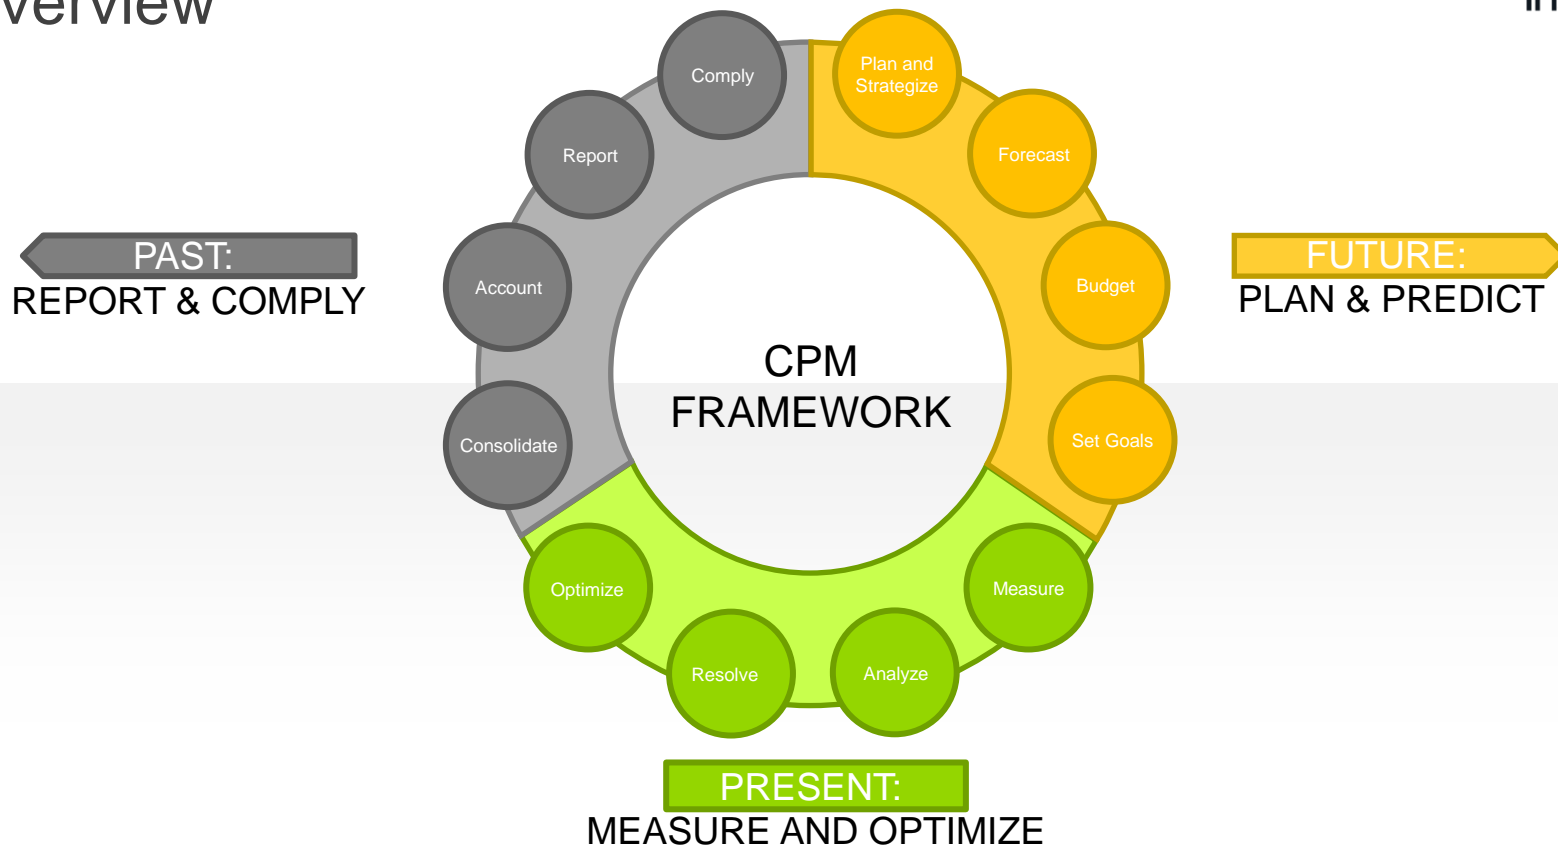 verview
in
Comply
Plan and
Strategize
Report
Forecast
PAST:
REPORT & COMPLY
FUTURE:
PLAN & PREDICT
Account
Budget
CPM
FRAMEWORK
Consolidate
Set Goals
Optimize
Measure
Resolve
Analyze
PRESENT:
MEASURE AND OPTIMIZE